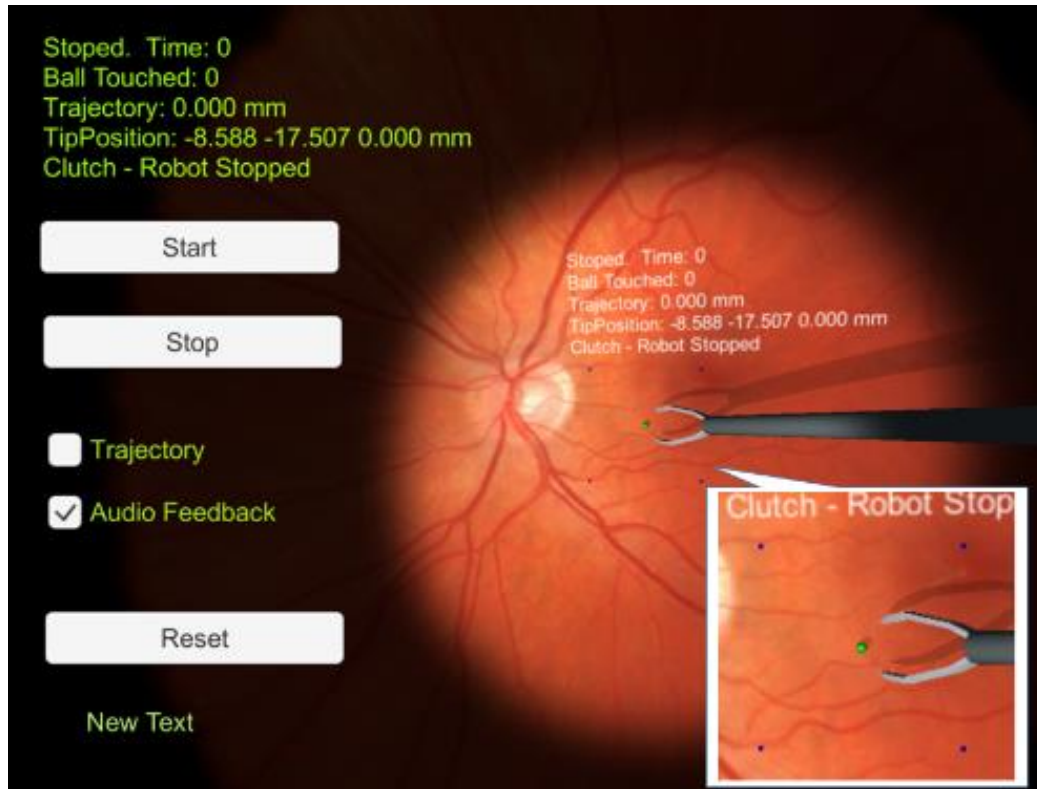 Stoped.  Time: 0
Ball Touched: 0
Trajectory: 0.000 mm
TipPosition: -8.588 -17.507 0.000 mm
Clutch - Robot Stopped
Start
Stoped.  Time: 0
Ball Touched: 0
Trajectory: 0.000 mm
TipPosition: -8.588 -17.507 0.000 mm
Clutch - Robot Stopped
Stop
Trajectory
Audio Feedback
Clutch - Robot Stop
Reset
New Text